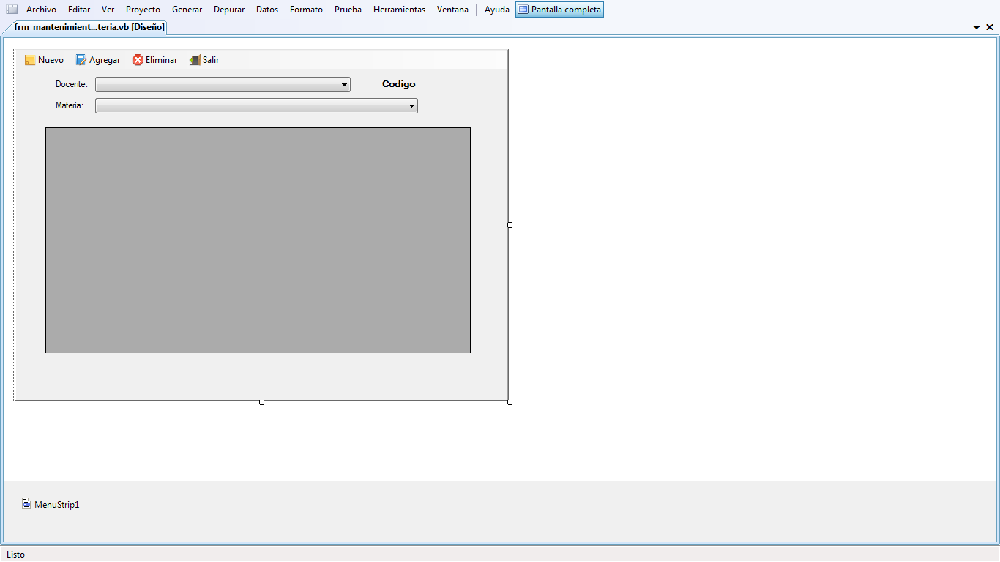 Archivo Editar Ver Proyecto Generar Depurar Datos Formato Prueba Herramientas Ventana Ayuda Pantalla completa
frm_mantenimient...teria.vb [Diseño]
Nuevo Agregar Eliminar Salir
Docente: Codigo
Materia:
MenuStrip1
Listo